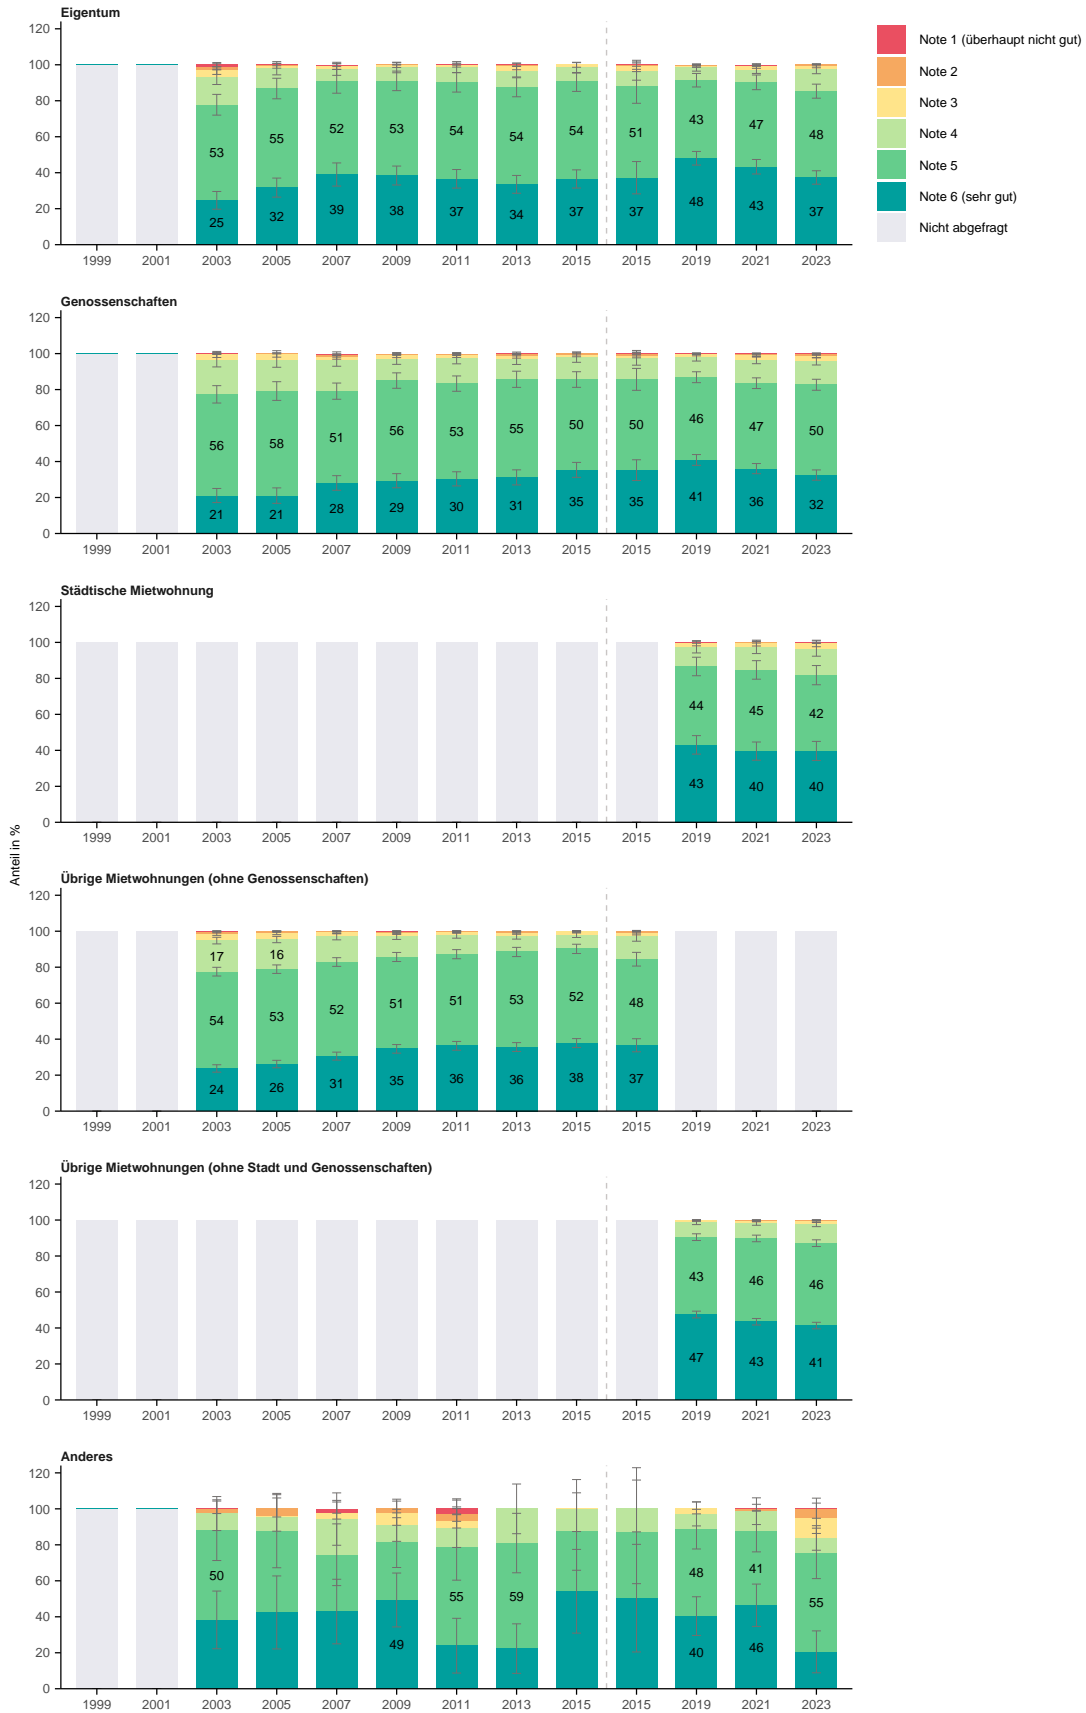 Eigentum
120
100
80
60
40
20
0
53 55 52 53 54 54 54 51 43 47 48
25 32 39 38 37 34 37 37 48 43 37
1999 2001 2003 2005 2007 2009 2011 2013 2015 2015 2019 2021 2023
Note 1 (überhaupt nicht gut)
Note 2
Note 3
Note 4
Note 5
Note 6 (sehr gut)
Nicht abgefragt
Genossenschaften
120
100
80
60
40
20
0
56 58 51 56 53 55 50 50 46 47 50
21 21 28 29 30 31 35 35 41 36 32
1999 2001 2003 2005 2007 2009 2011 2013 2015 2015 2019 2021 2023
Städtische Mietwohnung
120
100
80
60
40
20
0
44 45 42
43 40 40
1999 2001 2003 2005 2007 2009 2011 2013 2015 2015 2019 2021 2023
Anteil in %
Übrige Mietwohnungen (ohne Genossenschaften)
120
100
80
60
40
20
0
17 16
54 53 52 51 51 53 52 48
24 26 31 35 36 36 38 37
1999 2001 2003 2005 2007 2009 2011 2013 2015 2015 2019 2021 2023
Übrige Mietwohnungen (ohne Stadt und Genossenschaften)
120
100
80
60
40
20
0
43 46 46
47 43 41
1999 2001 2003 2005 2007 2009 2011 2013 2015 2015 2019 2021 2023
Anderes
120
100
80
60
40
20
0
50 55 59 48 41 55
49 40 46
1999 2001 2003 2005 2007 2009 2011 2013 2015 2015 2019 2021 2023